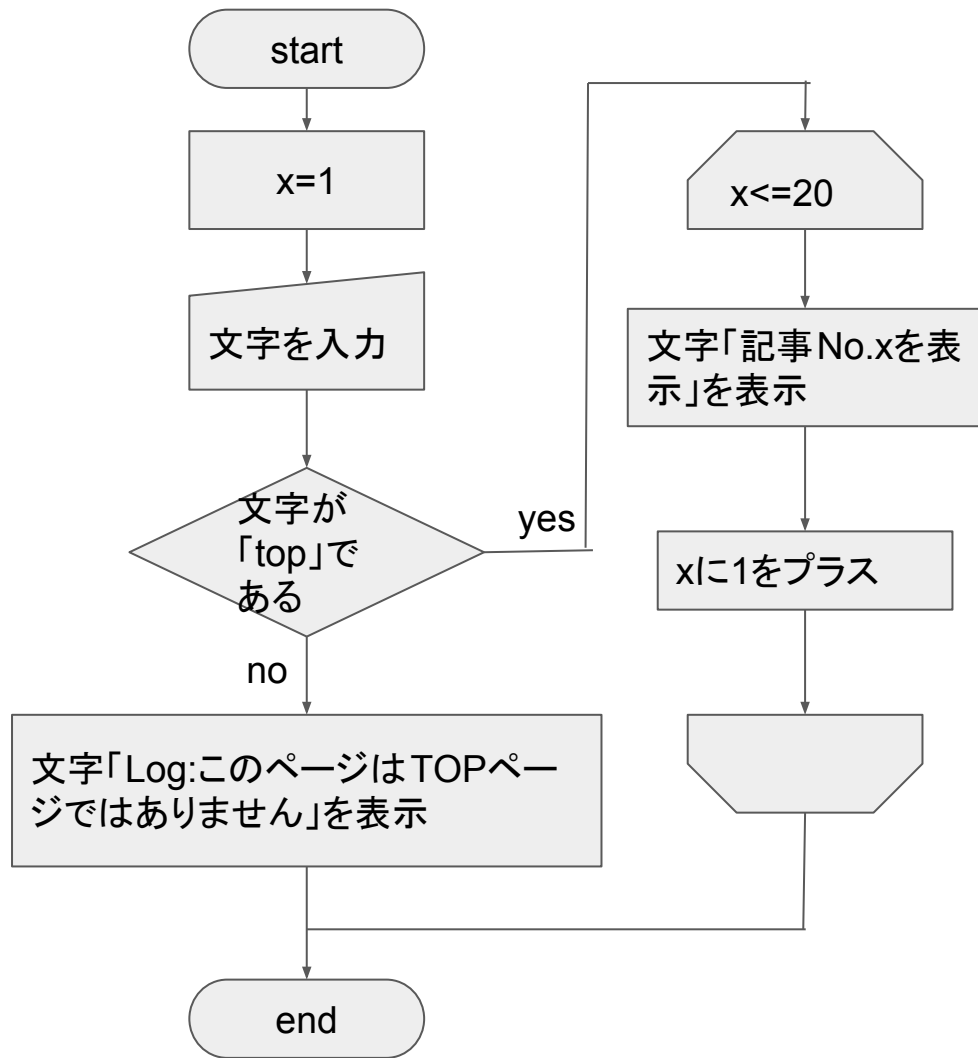 start
x=1
文字を入力
文字が
「top」で
ある
yes
no
文字「Log:このページはTOPペー
ジではありません」を表示
x<=20
文字「記事No.xを表
示」を表示
xに1をプラス
end